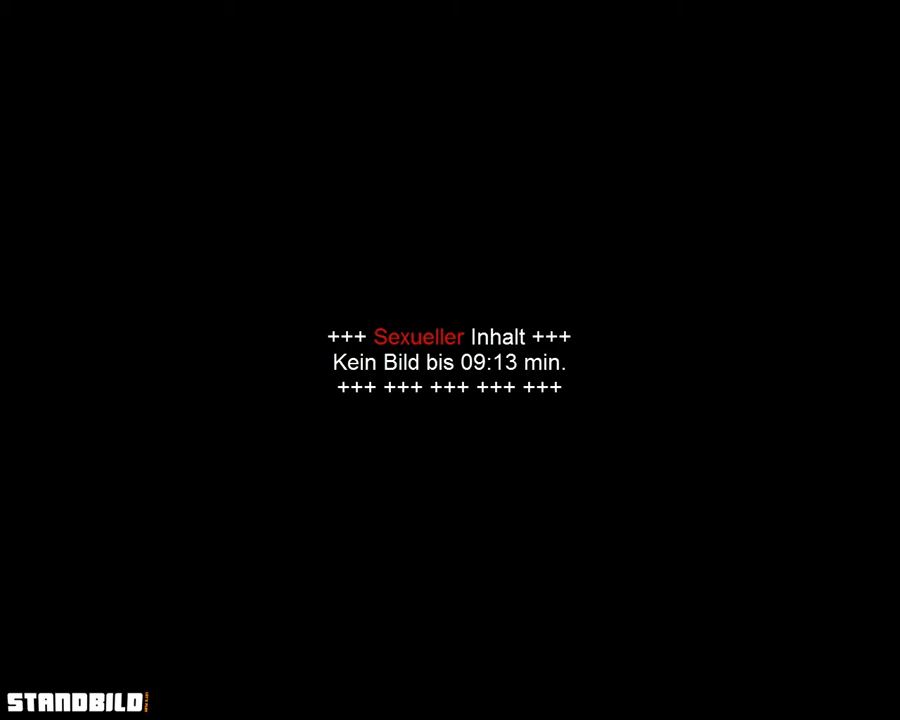 +++ Sexueller Inhalt +++
Kein Bild bis 09:13 min.
+++ +++ +++ +++ +++
STANDBILD